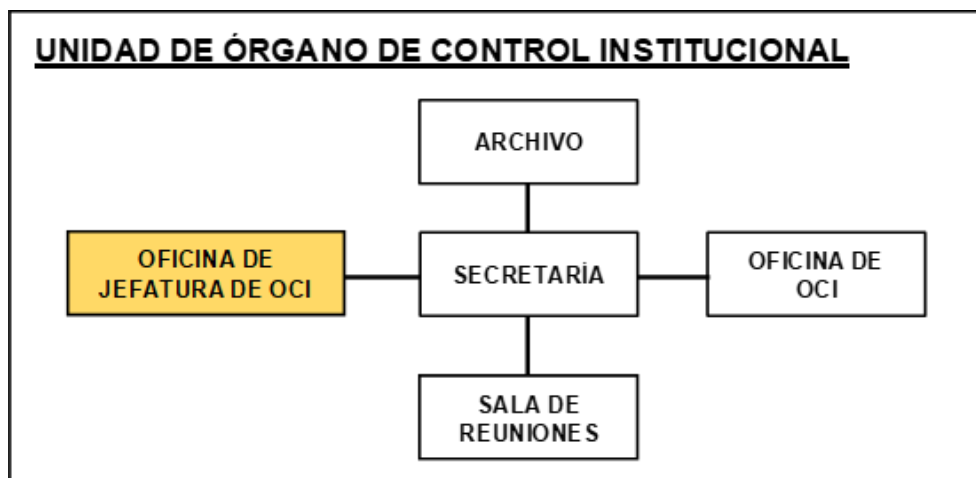 UNIDAD DE ÓRGANO DE CONTROL INSTITUCIONAL
ARCHIVO
OFICINA DE
JEFATURA DE OCI
SECRETARÍA
OFICINA DE
OCI
SALA DE
REUNIONES